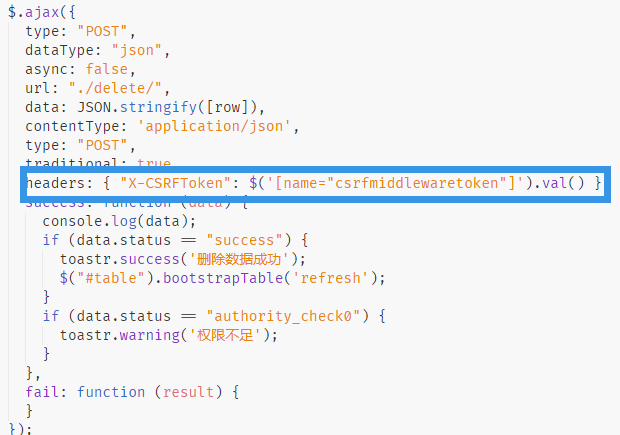 $.ajax({
type: "POST",
dataType: "json",
async: false,
url: "./delete/",
data: JSON.stringify([row]),
contentType: 'application/json',
type: "POST",
traditional: true
headers: { "X-CSRFToken": $('[name="csrfmiddlewaretoken"]').val() }
success: function (data) {
console.log(data);
if (data.status == "success") {
toastr.success('删除数据成功');
$("#table").bootstrapTable('refresh');
}
if (data.status == "authority_check0") {
toastr.warning('权限不足');
}
},
fail: function (result) {
}
});